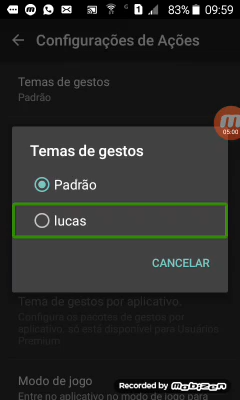 83% 09:59
Configurações de Ações
Temas de gestos
Padrão
05:00
Temas de gestos
Padrão
lucas
CANCELAR
Tema de gestos por aplicativo.
Configura os pacotes de gestos por
aplicativo, só está disponível para Usuários
Premium.
Modo de jogo
Entre no aplicativo no modo de jogo para
Recorded by Mobizen